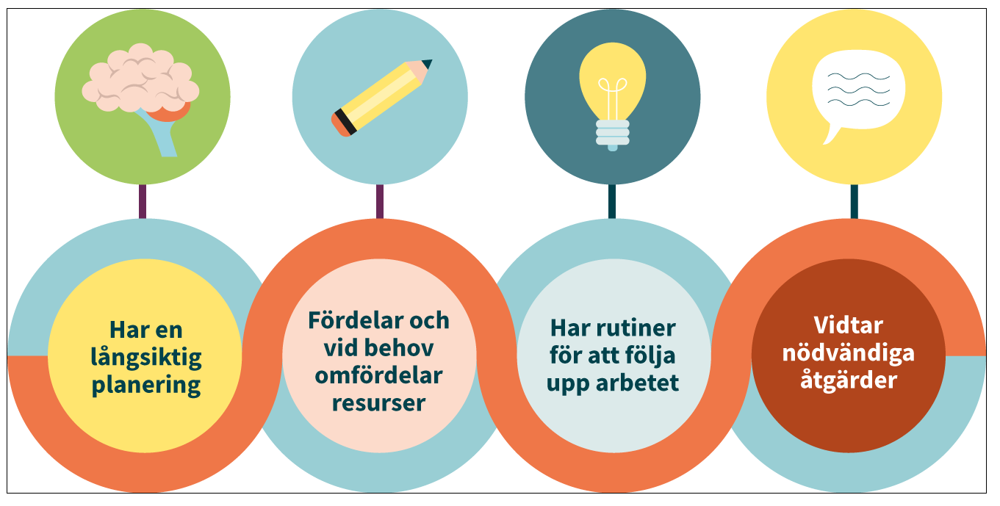 Har en
långsiktig
planering
Fördelar och
vid behov
omfördelar
resurser
Har rutiner
för att följa
upp arbetet
Vidtar
nödvändiga
åtgärder